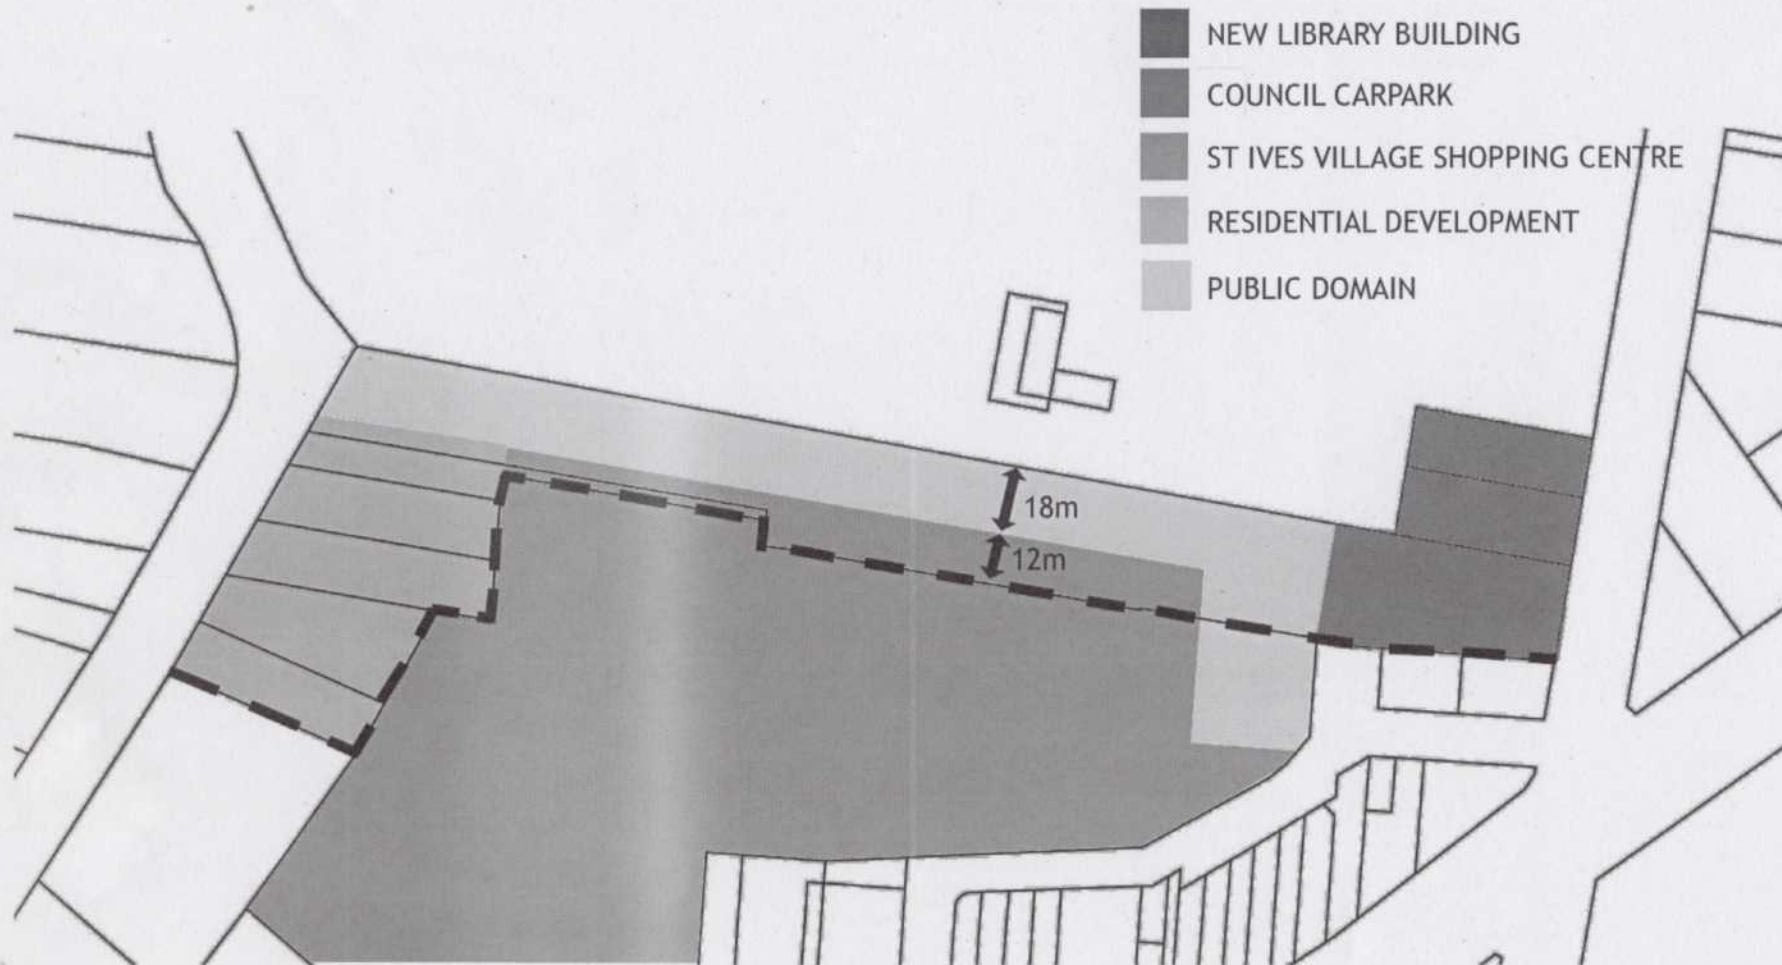 NEW LIBRARY BUILDING
COUNCIL CARPARK
ST IVES VILLAGE SHOPPING CENTRE
RESIDENTIAL DEVELOPMENT
PUBLIC DOMAIN
18m
12m